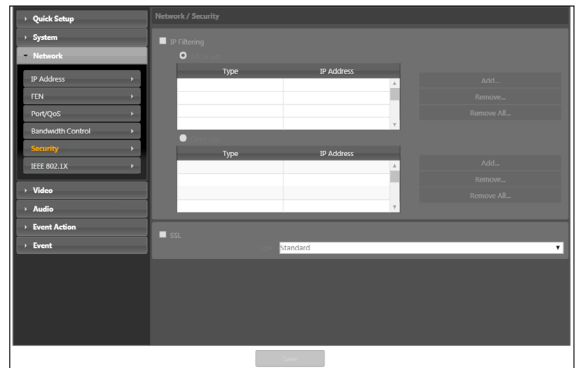 Quick Setup
Network / Security
System
Network
IP Address
FEN
Port/QoS
Bandwidth Control
Security
IEEE 802.1X
Video
Audio
Event Action
Event
IP Filtering
Type IP Address
Add...
Remove...
Remove All...
Type IP Address
Add...
Remove...
Remove All...
SSL
Standard
Save